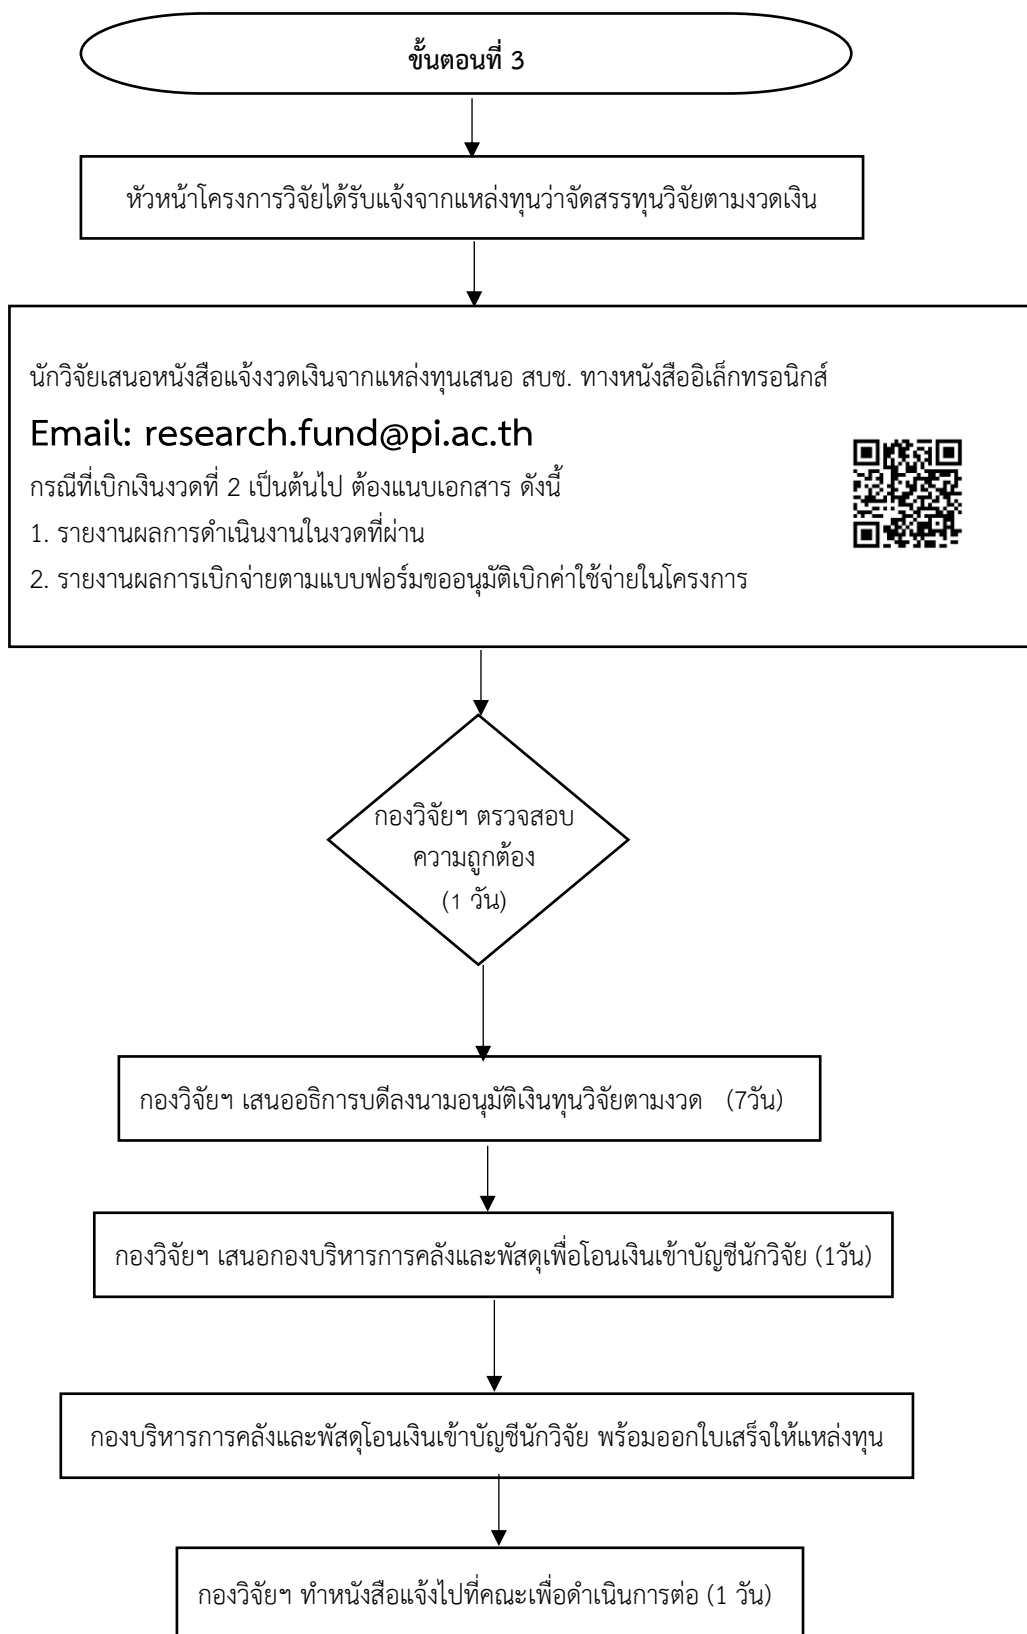 ขั้นตอนที่ 3
หัวหน้าโครงการวิจัยได้รับแจ้งจากแหล่งทุนว่าจัดสรรทุนวิจัยตามงวดเงิน
นักวิจัยเสนอหนังสือแจ้งงวดเงินจากแหล่งทุนเสนอ สบช. ทางหนังสืออิเล็กทรอนิกส์
Email: research.fund@pi.ac.th
กรณีที่เบิกเงินงวดที่ 2 เป็นต้นไป ต้องแนบเอกสาร ดังนี้
1. รายงานผลการดำเนินงานในงวดที่ผ่าน
2. รายงานผลการเบิกจ่ายตามแบบฟอร์มขออนุมัติเบิกค่าใช้จ่ายในโครงการ
กองวิจัยฯ ตรวจสอบ
ความถูกต้อง
(1 วัน)
กองวิจัยฯ เสนออธิการบดีลงนามอนุมัติเงินทุนวิจัยตามงวด (7วัน)
กองวิจัยฯ เสนอกองบริหารการคลังและพัสดุเพื่อโอนเงินเข้าบัญชีนักวิจัย (1วัน)
กองบริหารการคลังและพัสดุโอนเงินเข้าบัญชีนักวิจัย พร้อมออกใบเสร็จให้แหล่งทุน
กองวิจัยฯ ทำหนังสือแจ้งไปที่คณะเพื่อดำเนินการต่อ (1 วัน)